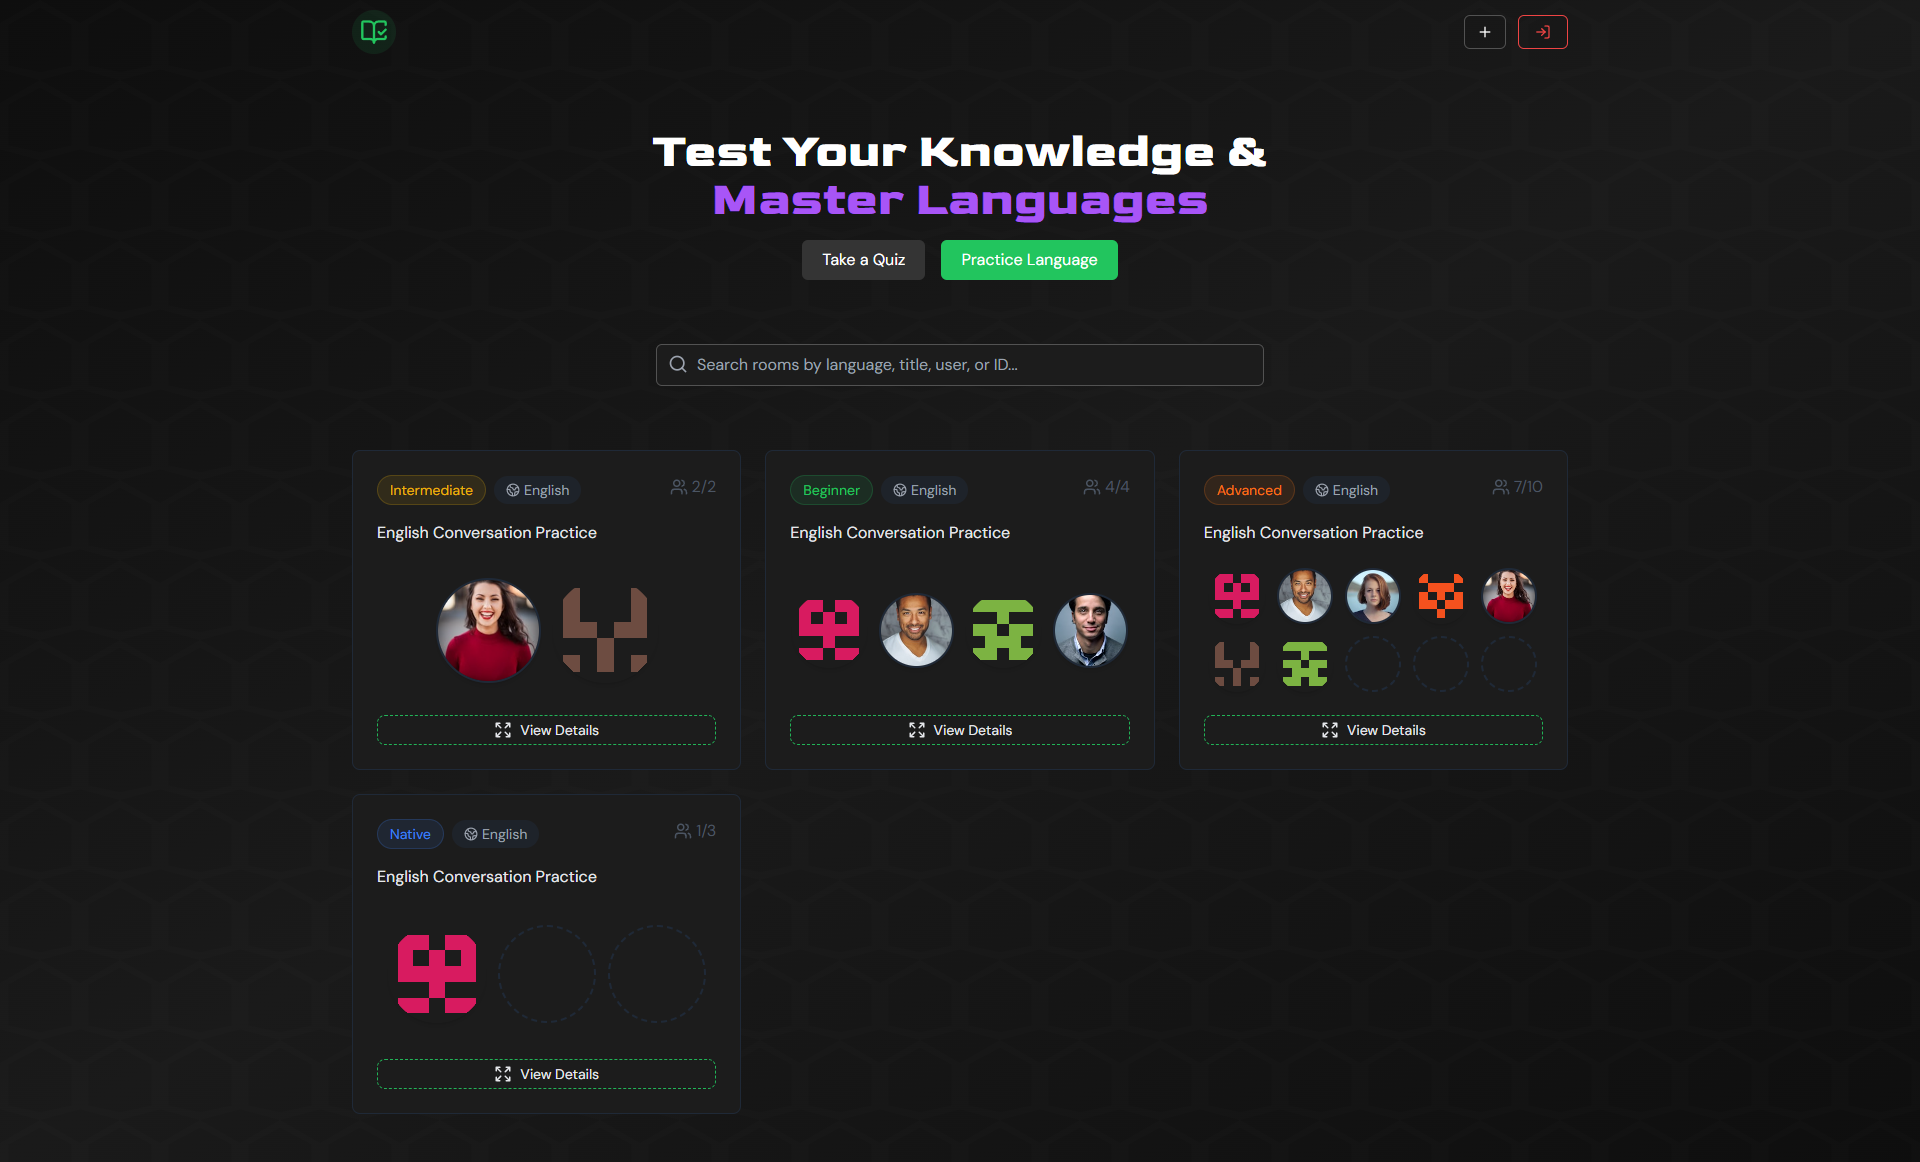 Test Your Knowledge &
Master Languages
Take a Quiz
Practice Language
Search rooms by language, title, user, or ID...
Intermediate
English
2/2
English Conversation Practice
View Details
Beginner
English
4/4
English Conversation Practice
View Details
Advanced
English
7/10
English Conversation Practice
View Details
Native
English
1/3
English Conversation Practice
View Details